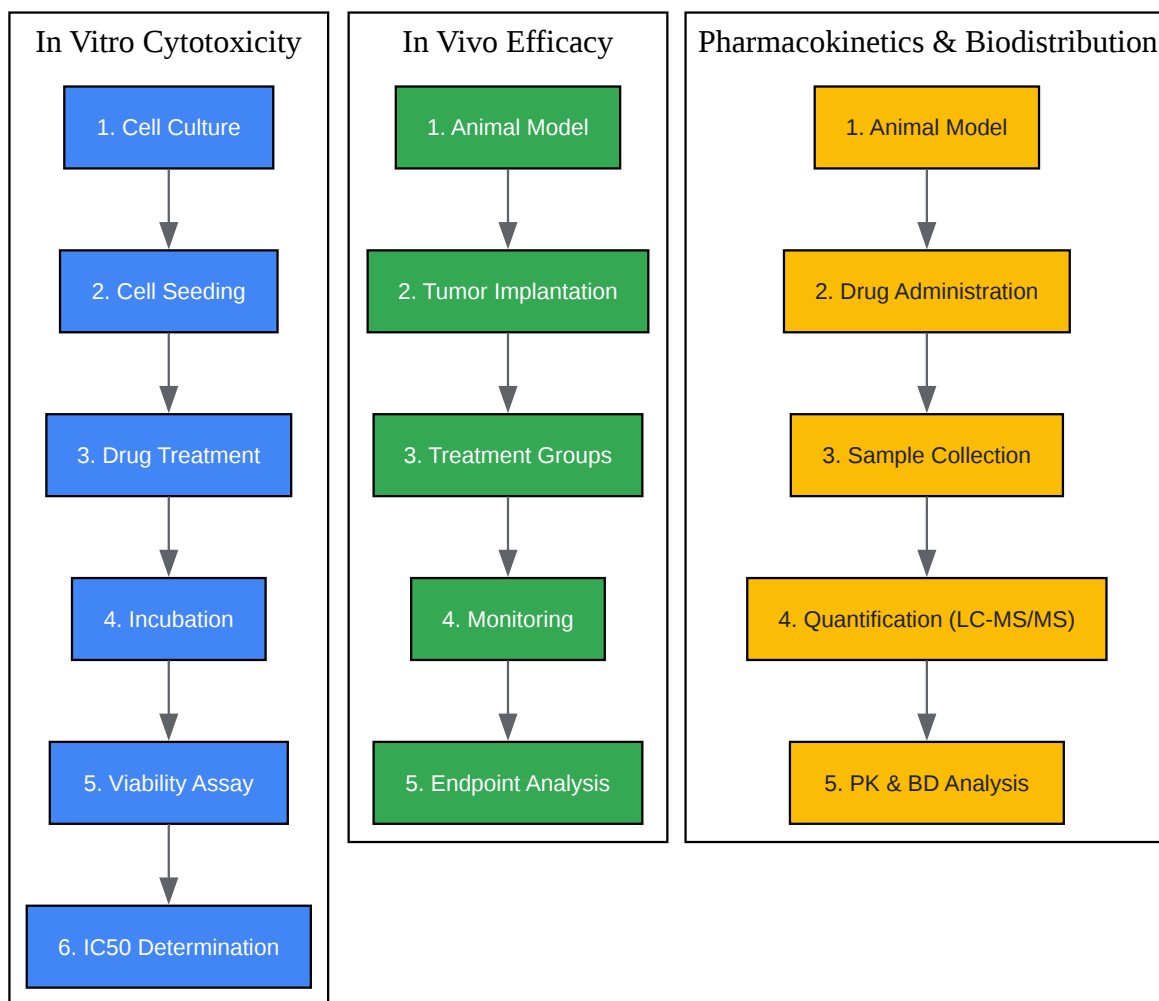 In Vitro Cytotoxicity
1. Cell Culture
2. Cell Seeding
3. Drug Treatment
4. Incubation
5. Viability Assay
6. IC50 Determination
In Vivo Efficacy
1. Animal Model
2. Tumor Implantation
3. Treatment Groups
4. Monitoring
5. Endpoint Analysis
Pharmacokinetics & Biodistribution
1. Animal Model
2. Drug Administration
3. Sample Collection
4. Quantification (LC-MS/MS)
5. PK & BD Analysis